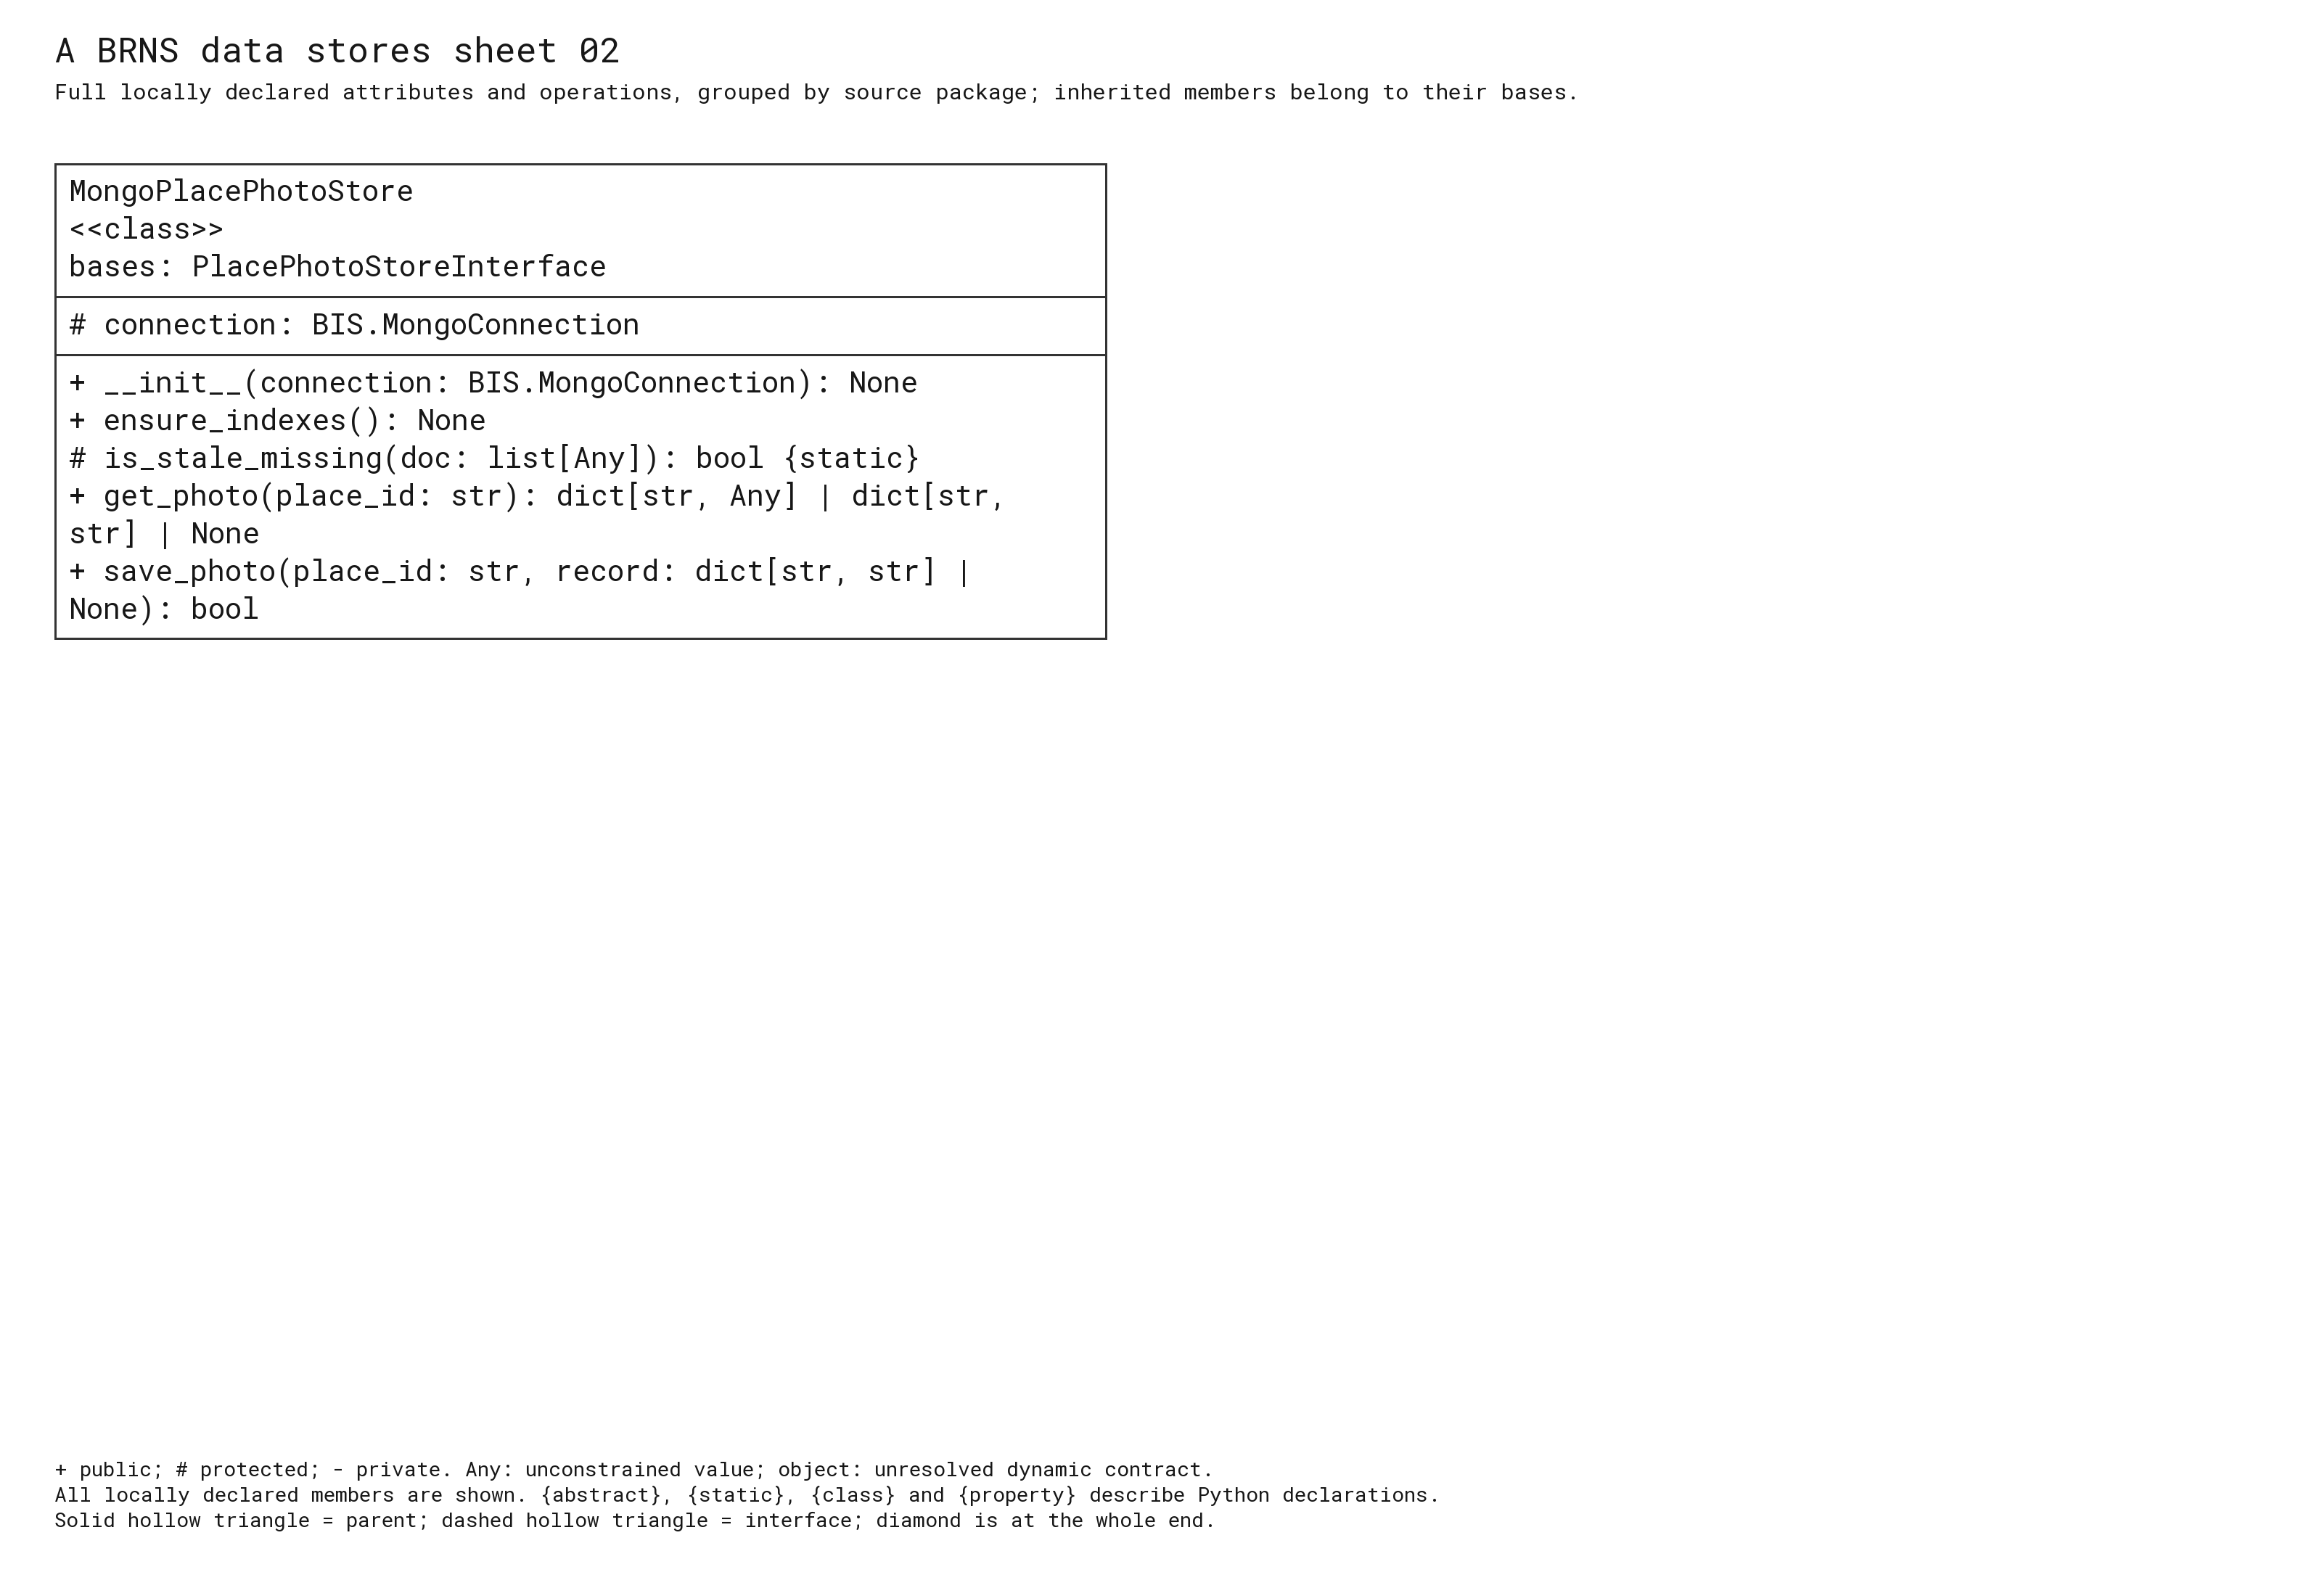 A BRNS data stores sheet 02
Full locally declared attributes and operations, grouped by source package; inherited members belong to their bases.
MongoPlacePhotoStore
<<class>>
bases: PlacePhotoStoreInterface
# connection: BIS.MongoConnection
+ __init__(connection: BIS.MongoConnection): None
+ ensure_indexes(): None
# is_stale_missing(doc: list[Any]): bool {static}
+ get_photo(place_id: str): dict[str, Any] | dict[str,
str] | None
+ save_photo(place_id: str, record: dict[str, str] |
None): bool
+ public; # protected; - private. Any: unconstrained value; object: unresolved dynamic contract.
All locally declared members are shown. {abstract}, {static}, {class} and {property} describe Python declarations.
Solid hollow triangle = parent; dashed hollow triangle = interface; diamond is at the whole end.